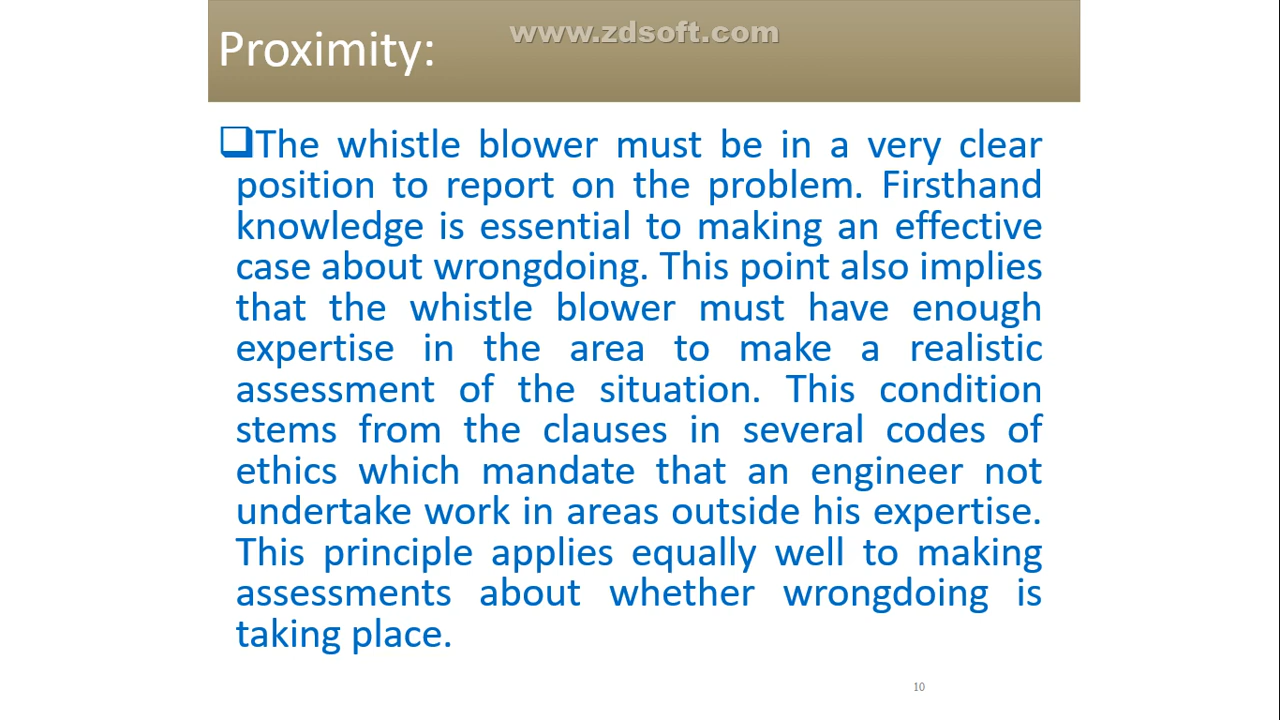 www.zdsoft.com
Proximity:
❑The whistle blower must be in a very clear
position to report on the problem. Firsthand
knowledge is essential to making an effective
case about wrongdoing. This point also implies
that the whistle blower must have enough
expertise in the area to make a realistic
assessment of the situation. This condition
stems from the clauses in several codes of
ethics which mandate that an engineer not
undertake work in areas outside his expertise.
This principle applies equally well to making
assessments about whether wrongdoing is
taking place.
10